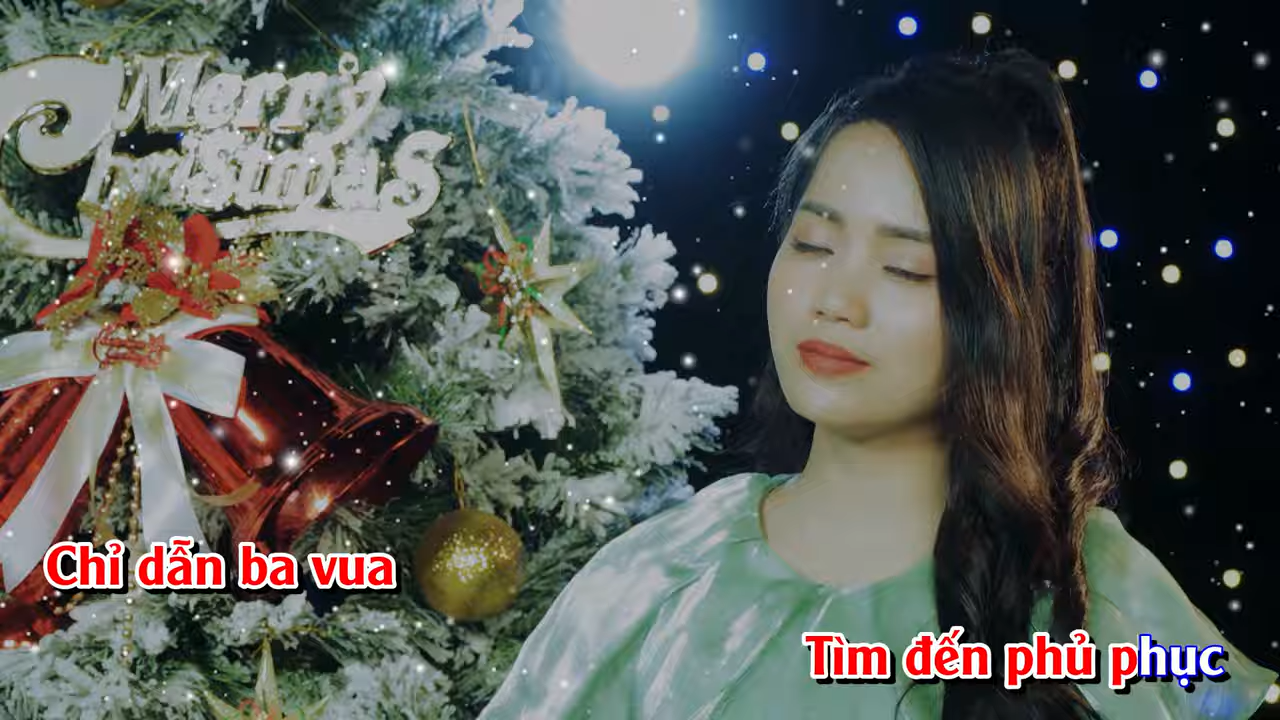 Merry
Christmas
Chỉ dẫn ba vua
Tìm đến phủ phục